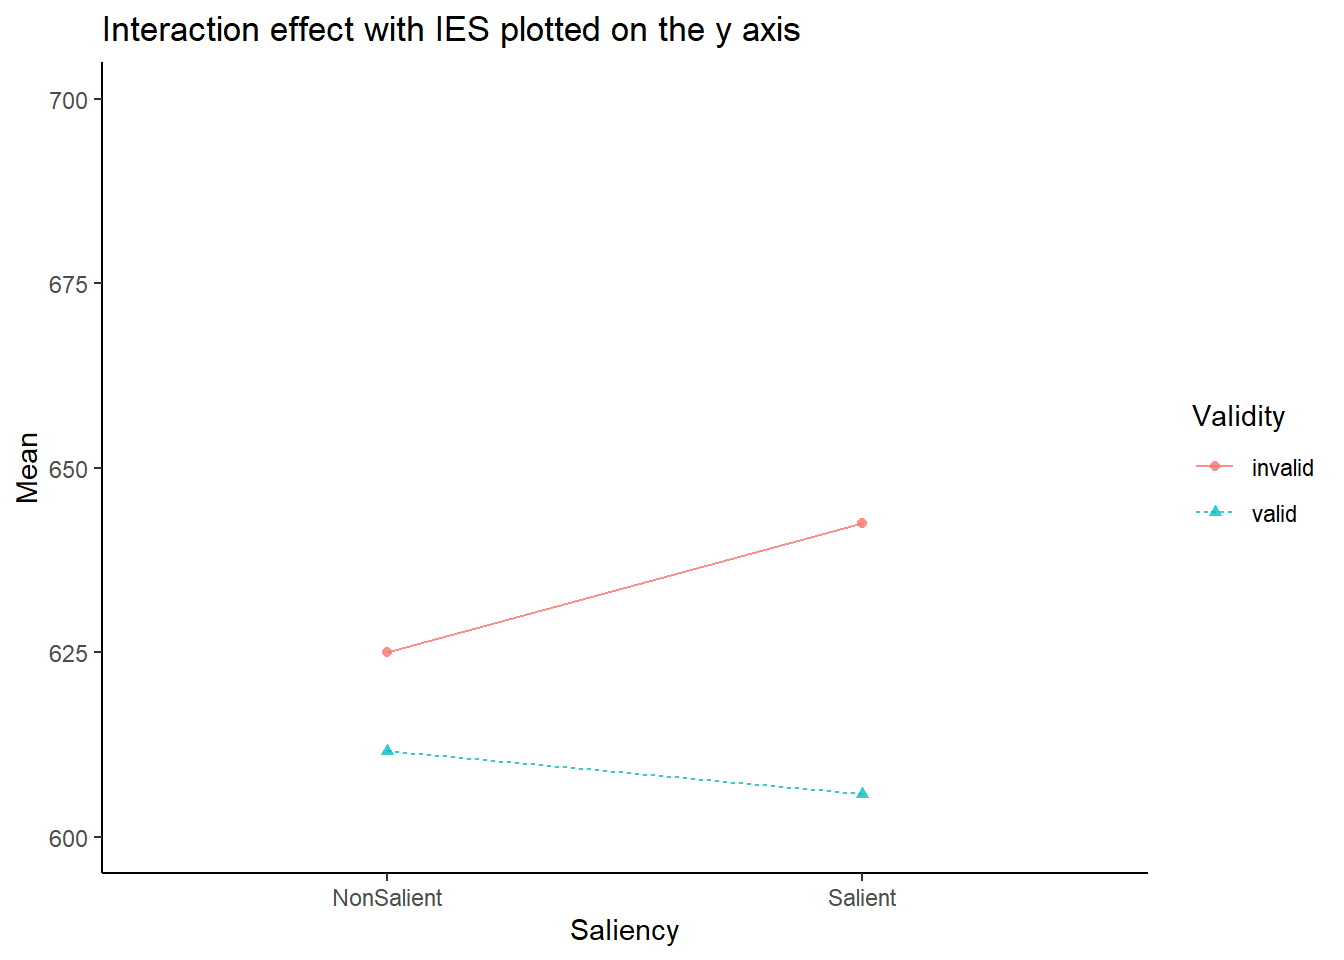 Interaction effect with IES plotted on the y axis
700
675
650
625
600
Mean
NonSalient
Salient
Saliency
Validity
invalid
valid